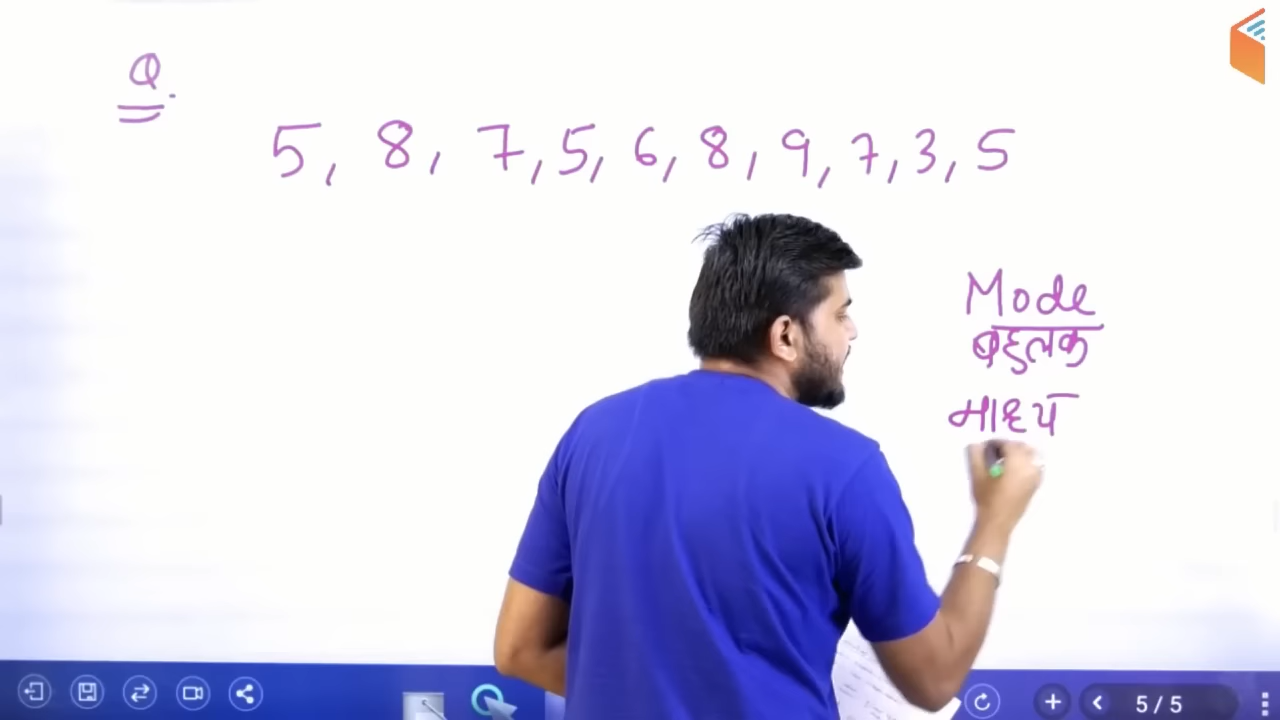 Q.
5, 8, 7, 5, 6, 8, 9, 7, 3, 5
Mode
बहुलक
माध्य
5 / 5